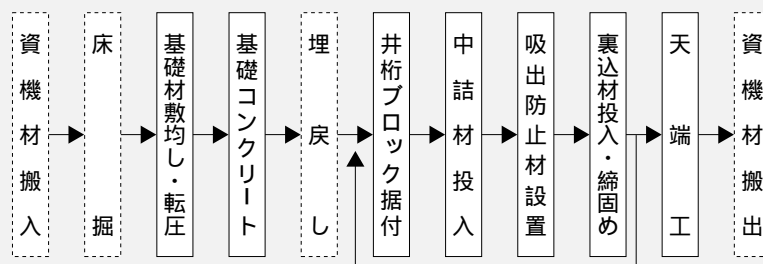 資機材搬入
床掘
基礎材敷均し・転圧
基礎コンクリート
埋戻し
井桁ブロック据付
中詰材投入
吸出防止材設置
裏込材投入・締固め
天端工
資機材搬出